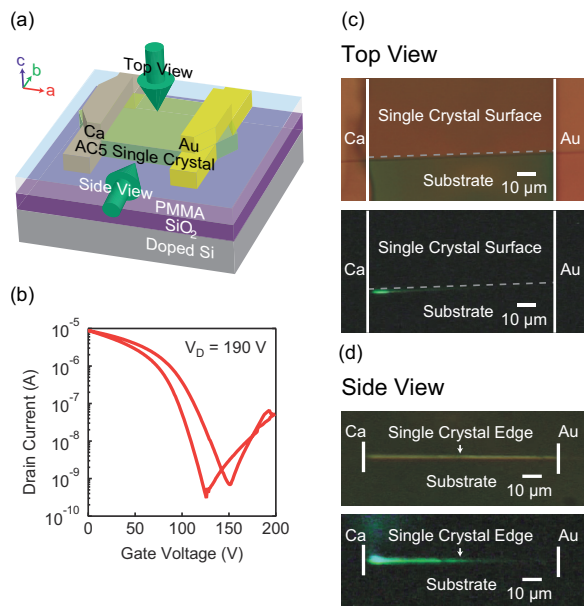 (a)
c
b
a
Top View
Ca
Au
AC5 Single Crystal
Side View
PMMA
SiO₂
Doped Si
(b)
V_D = 190 V
Drain Current (A)
10⁻⁵
10⁻⁶
10⁻⁷
10⁻⁸
10⁻⁹
10⁻¹⁰
0 50 100 150 200
Gate Voltage (V)
(c)
Top View
Single Crystal Surface
Ca
Au
Substrate
10 µm
Single Crystal Surface
Ca
Au
Substrate
10 µm
(d)
Side View
Ca
Single Crystal Edge
Au
Substrate
10 µm
Ca
Single Crystal Edge
Au
Substrate
10 µm